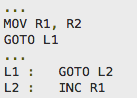 ...
MOV R1, R2
GOTO L1
...
L1 :   GOTO L2
L2 :   INC R1